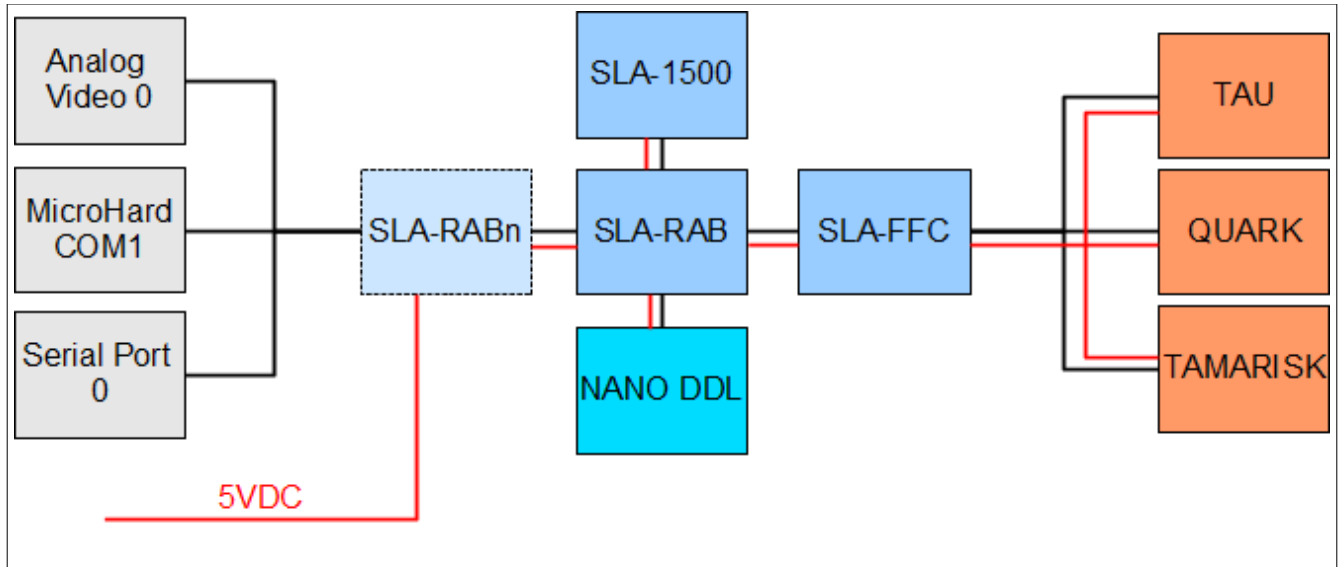 Analog
Video 0
MicroHard
COM1
Serial Port
0
5VDC
SLA-RABn
SLA-1500
SLA-RAB
NANO DDL
SLA-FFC
TAU
QUARK
TAMARISK